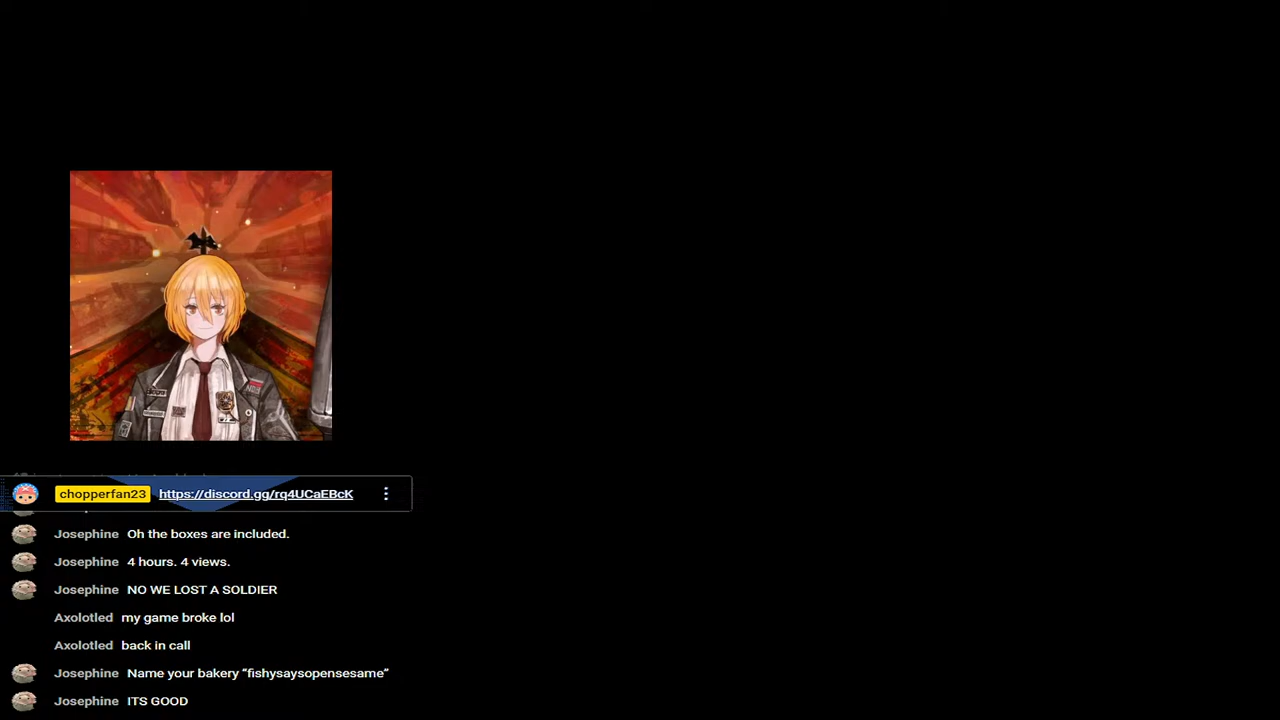 chopperfan23 https://discord.gg/rq4UCaEBcK
Josephine Oh the boxes are included.
Josephine 4 hours. 4 views.
Josephine NO WE LOST A SOLDIER
Axolotled my game broke lol
Axolotled back in call
Josephine Name your bakery “fishysaysopensesame”
Josephine ITS GOOD